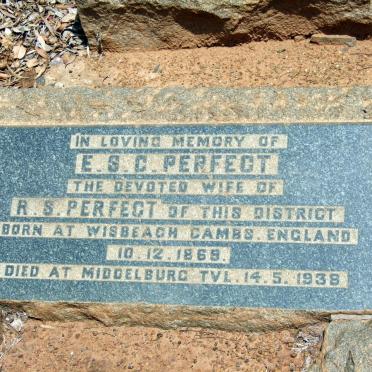 IN LOVING MEMORY OF
E.S.C. PERFECT
THE DEVOTED WIFE OF
R.S. PERFECT OF THIS DISTRICT
BORN AT WISBEACH CAMBS. ENGLAND
10.12.1869.
DIED AT MIDDELBURG TVL. 14.5.1939